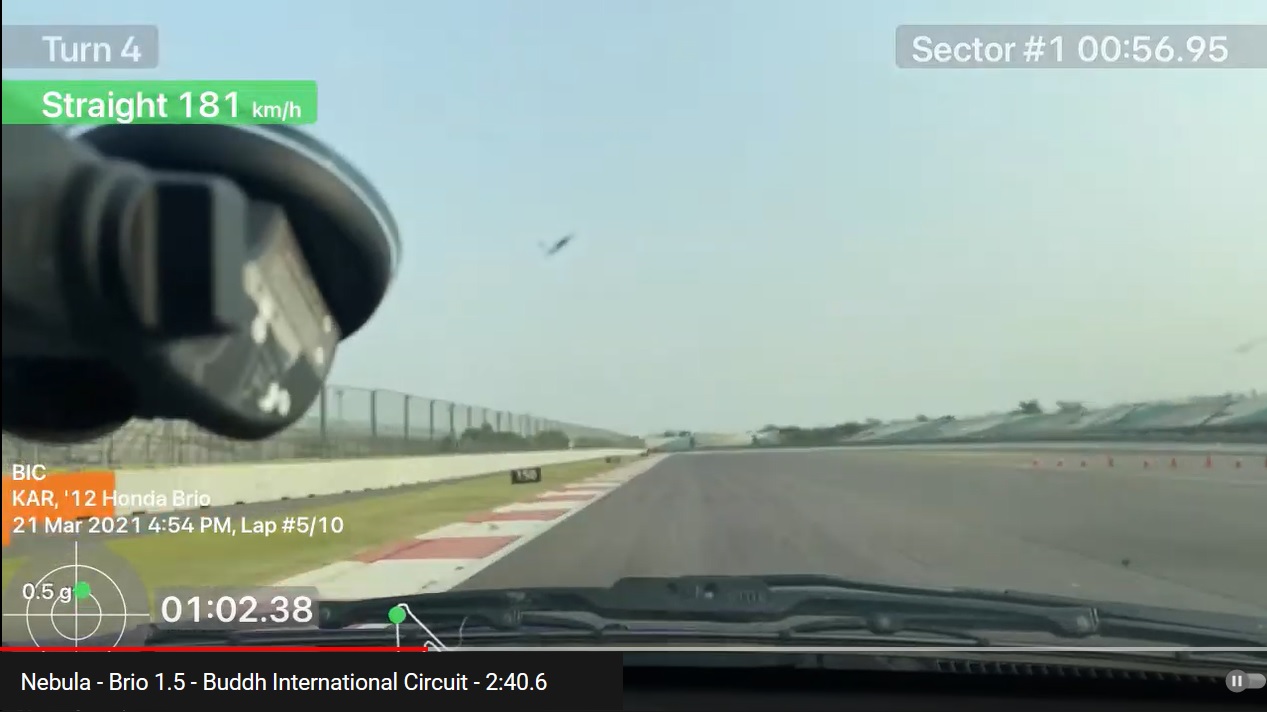 Turn 4
Sector #1 00:56.95
Straight 181 km/h
150
BIC
KAR, '12 Honda Brio
21 Mar 2021 4:54 PM, Lap #5/10
0.5 g
01:02.38
Nebula - Brio 1.5 - Buddh International Circuit - 2:40.6